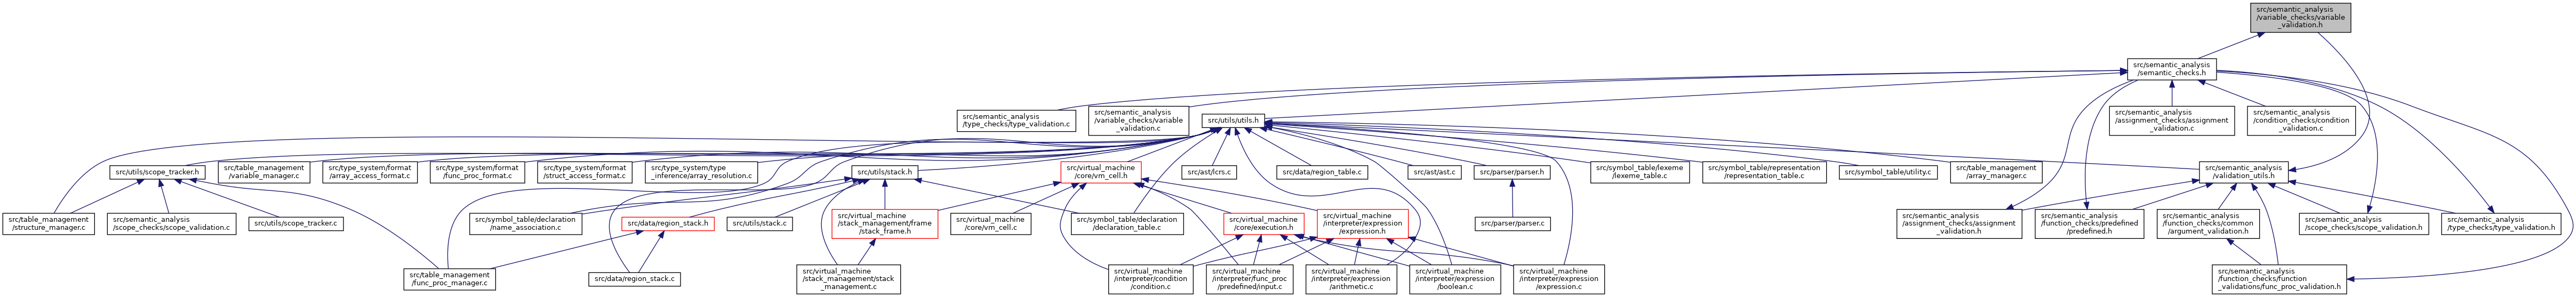 src/semantic_analysis
/variable_checks/variable
_validation.h
src/semantic_analysis
/semantic_checks.h
src/semantic_analysis
/type_checks/type_validation.c
src/semantic_analysis
/variable_checks/variable
_validation.c
src/utils/utils.h
src/semantic_analysis
/assignment_checks/assignment
_validation.c
src/semantic_analysis
/condition_checks/condition
_validation.c
src/utils/scope_tracker.h
src/table_management
/variable_manager.c
src/type_system/format
/array_access_format.c
src/type_system/format
/func_proc_format.c
src/type_system/format
/struct_access_format.c
src/type_system/type
_inference/array_resolution.c
src/utils/stack.h
src/virtual_machine
/core/vm_cell.h
src/ast/lcrs.c
src/data/region_table.c
src/ast/ast.c
src/parser/parser.h
src/symbol_table/lexeme
/lexeme_table.c
src/symbol_table/representation
/representation_table.c
src/symbol_table/utility.c
src/table_management
/array_manager.c
src/semantic_analysis
/validation_utils.h
src/table_management
/structure_manager.c
src/semantic_analysis
/scope_checks/scope_validation.c
src/utils/scope_tracker.c
src/symbol_table/declaration
/name_association.c
src/data/region_stack.h
src/utils/stack.c
src/virtual_machine
/stack_management/frame
/stack_frame.h
src/virtual_machine
/core/vm_cell.c
src/symbol_table/declaration
/declaration_table.c
src/virtual_machine
/core/execution.h
src/virtual_machine
/interpreter/expression
/expression.h
src/parser/parser.c
src/semantic_analysis
/assignment_checks/assignment
_validation.h
src/semantic_analysis
/function_checks/predefined
/predefined.h
src/semantic_analysis
/function_checks/common
/argument_validation.h
src/semantic_analysis
/scope_checks/scope_validation.h
src/semantic_analysis
/type_checks/type_validation.h
src/table_management
/func_proc_manager.c
src/data/region_stack.c
src/virtual_machine
/stack_management/stack
_management.c
src/virtual_machine
/interpreter/condition
/condition.c
src/virtual_machine
/interpreter/func_proc
/predefined/input.c
src/virtual_machine
/interpreter/expression
/arithmetic.c
src/virtual_machine
/interpreter/expression
/boolean.c
src/virtual_machine
/interpreter/expression
/expression.c
src/semantic_analysis
/function_checks/function
_validations/func_proc_validation.h